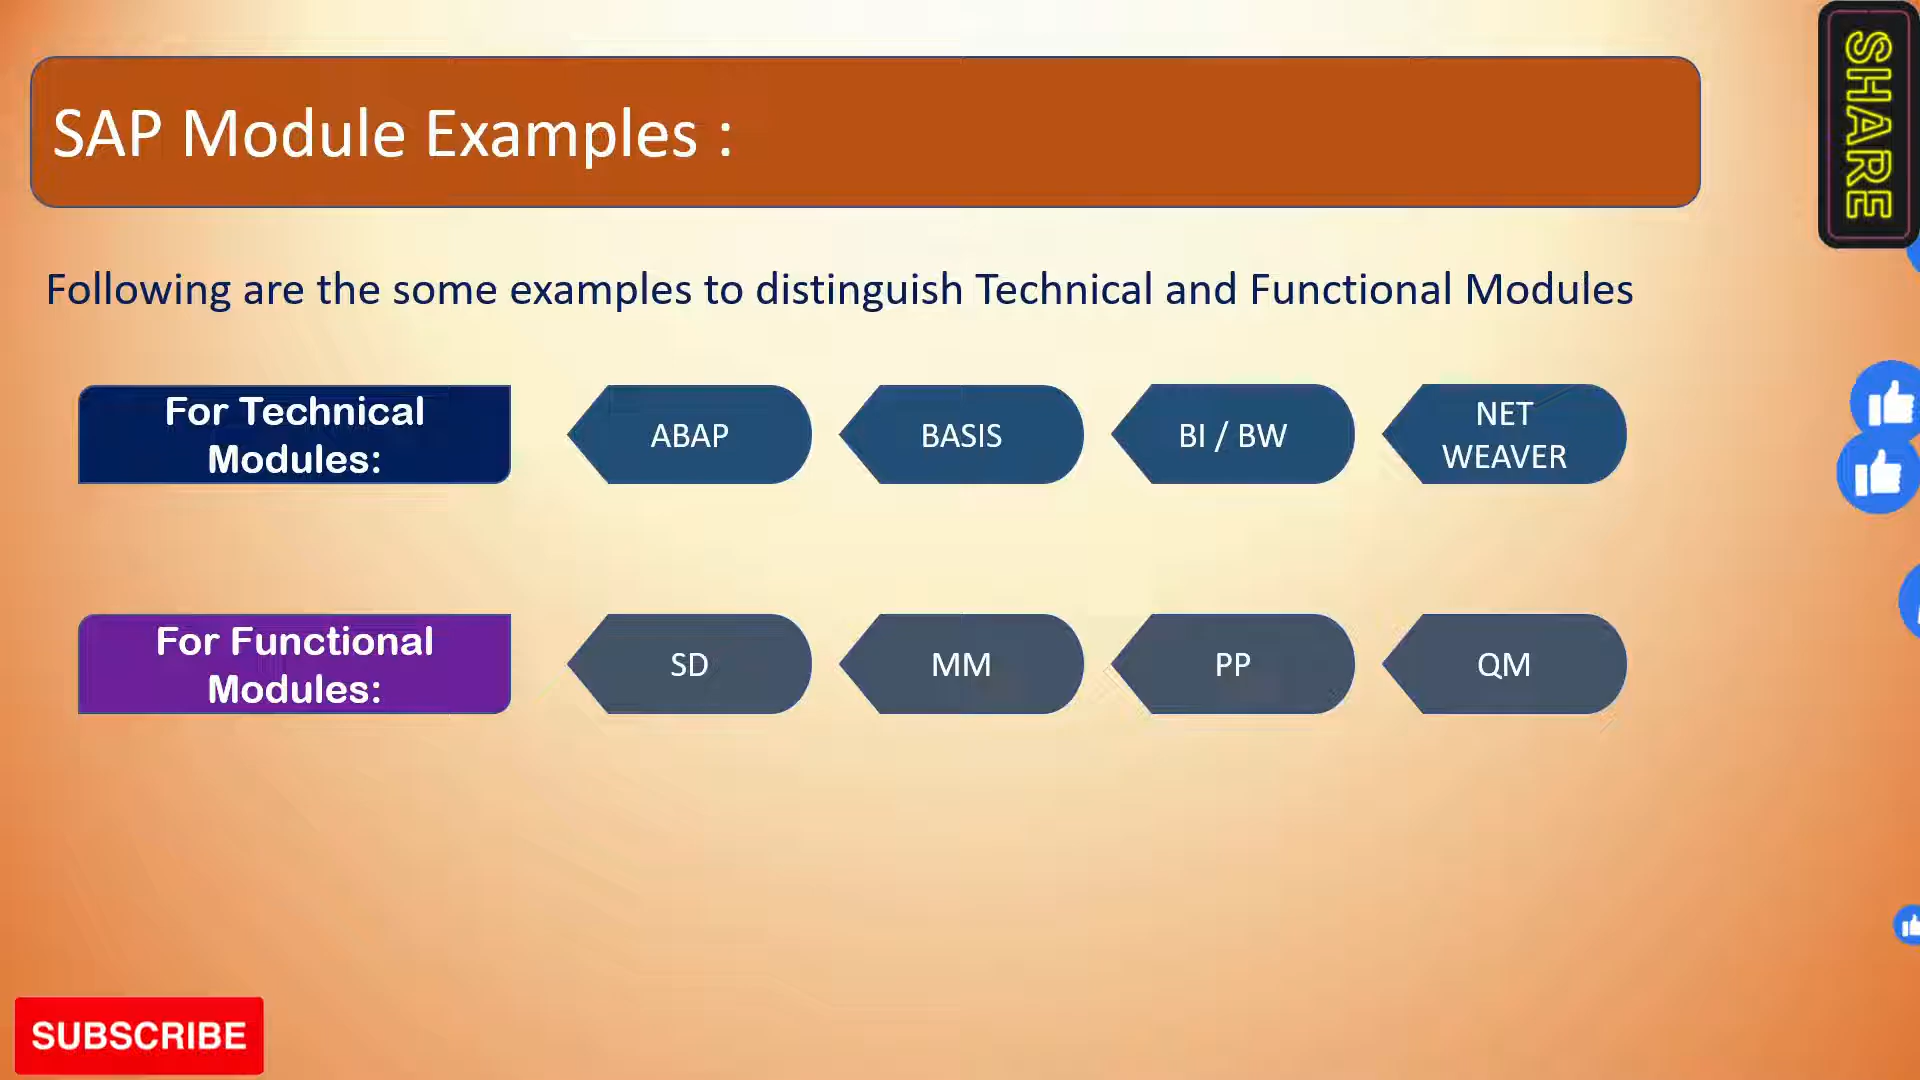 SAP Module Examples :
SHARE
Following are the some examples to distinguish Technical and Functional Modules
For Technical
Modules:
ABAP
BASIS
BI / BW
NET
WEAVER
For Functional
Modules:
SD
MM
PP
QM
SUBSCRIBE